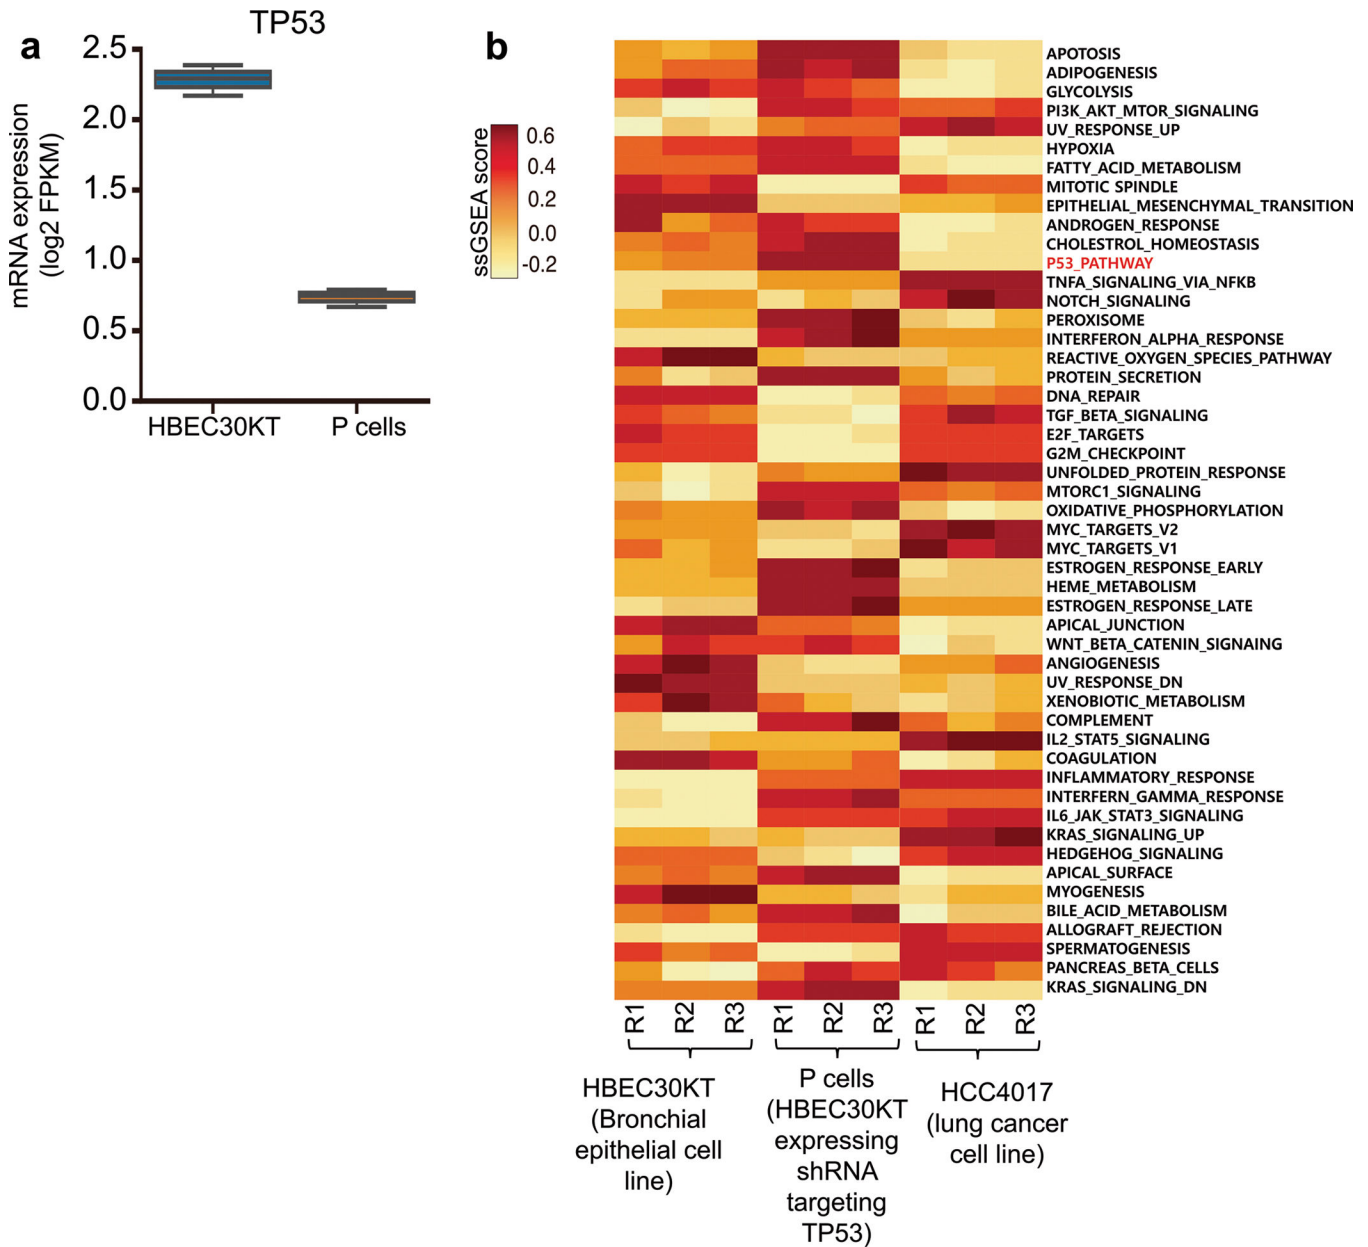 a
TP53
mRNA expression
(log2 FPKM)
2.5
2.0
1.5
1.0
0.5
0.0
HBEC30KT
P cells
b
ssGSEA score
0.6
0.4
0.2
0.0
-0.2
APOTOSIS
ADIPOGENESIS
GLYCOLYSIS
PI3K_AKT_MTOR_SIGNALING
UV_RESPONSE_UP
HYPOXIA
FATTY_ACID_METABOLISM
MITOTIC SPINDLE
EPITHELIAL_MESENCHYMAL_TRANSITION
ANDROGEN_RESPONSE
CHOLESTROL_HOMEOSTASIS
P53_PATHWAY
TNFA_SIGNALING_VIA_NFKB
NOTCH_SIGNALING
PEROXISOME
INTERFERON_ALPHA_RESPONSE
REACTIVE_OXYGEN_SPECIES_PATHWAY
PROTEIN_SECRETION
DNA_REPAIR
TGF_BETA_SIGNALING
E2F_TARGETS
G2M_CHECKPOINT
UNFOLDED_PROTEIN_RESPONSE
MTORC1_SIGNALING
OXIDATIVE_PHOSPHORYLATION
MYC_TARGETS_V2
MYC_TARGETS_V1
ESTROGEN_RESPONSE_EARLY
HEME_METABOLISM
ESTROGEN_RESPONSE_LATE
APICAL_JUNCTION
WNT_BETA_CATENIN_SIGNAING
ANGIOGENESIS
UV_RESPONSE_DN
XENOBIOTIC_METABOLISM
COMPLEMENT
IL2_STAT5_SIGNALING
COAGULATION
INFLAMMATORY_RESPONSE
INTERFERN_GAMMA_RESPONSE
IL6_JAK_STAT3_SIGNALING
KRAS_SIGNALING_UP
HEDGEHOG_SIGNALING
APICAL_SURFACE
MYOGENESIS
BILE_ACID_METABOLISM
ALLOGRAFT_REJECTION
SPERMATOGENESIS
PANCREAS_BETA_CELLS
KRAS_SIGNALING_DN
R1
R2
R3
R1
R2
R3
R1
R2
R3
HBEC30KT
(Bronchial
epithelial cell
line)
P cells
(HBEC30KT
expressing
shRNA
targeting
TP53)
HCC4017
(lung cancer
cell line)